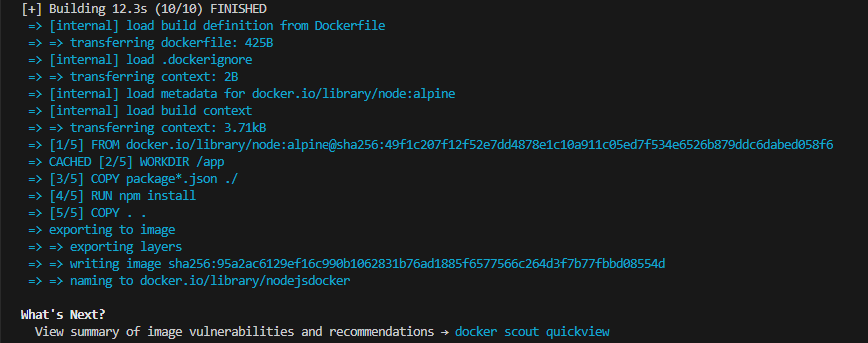 [+] Building 12.3s (10/10) FINISHED
=> [internal] load build definition from Dockerfile
=> => transferring dockerfile: 425B
=> [internal] load .dockerignore
=> => transferring context: 2B
=> [internal] load metadata for docker.io/library/node:alpine
=> [internal] load build context
=> => transferring context: 3.71kB
=> [1/5] FROM docker.io/library/node:alpine@sha256:49f1c207f12f52e7dd4878e1c10a911c05ed7f534e6526b879ddc6dabed058f6
=> CACHED [2/5] WORKDIR /app
=> [3/5] COPY package*.json ./
=> [4/5] RUN npm install
=> [5/5] COPY . .
=> exporting to image
=> => exporting layers
=> => writing image sha256:95a2ac6129ef16c990b1062831b76ad1885f6577566c264d3f7b77fbbd08554d
=> => naming to docker.io/library/nodejsdocker
What's Next?
View summary of image vulnerabilities and recommendations → docker scout quickview